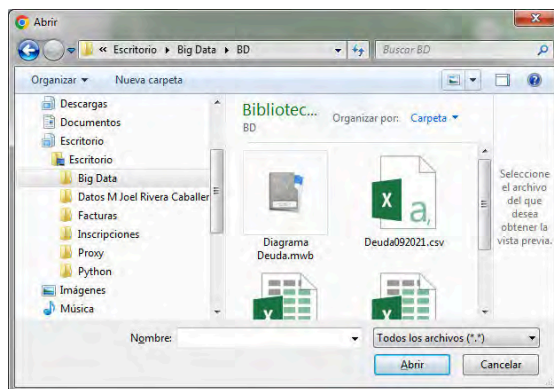 Abrir
« Escritorio ▸ Big Data ▸ BD
Buscar BD
Organizar
Nueva carpeta
Descargas
Documentos
Escritorio
Escritorio
Big Data
Datos M Joel Rivera Caballer
Facturas
Inscripciones
Proxy
Python
Imágenes
Música
Bibliotec...
BD
Organizar por: Carpeta
Diagrama
Deuda.mwb
X
a,
Deuda092021.csv
X
X
Seleccione
el archivo
del que
desea
obtener la
vista previa.
Nombre:
Todos los archivos (*.*)
Abrir
Cancelar